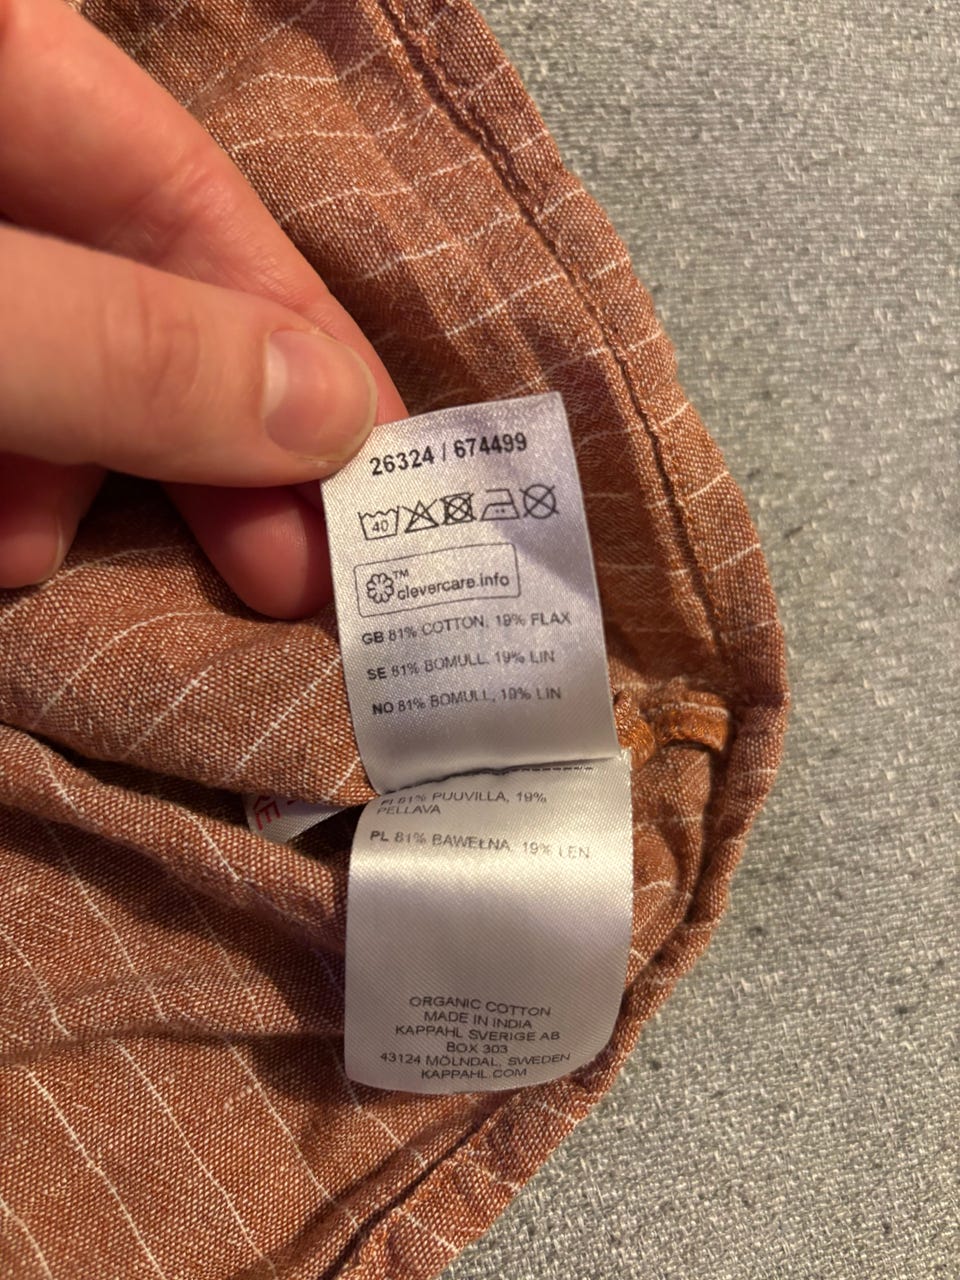 26324 / 674499
40
TM
clevercare.info
GB 81% COTTON, 19% FLAX
SE 81% BOMULL, 19% LIN
NO 81% BOMULL, 19% LIN
FI 81% PUUVILLA, 19%
PELLAVA
PL 81% BAWEŁNA, 19% LEN
ORGANIC COTTON
MADE IN INDIA
KAPPAHL SVERIGE AB
BOX 303
43124 MÖLNDAL, SWEDEN
KAPPAHL.COM